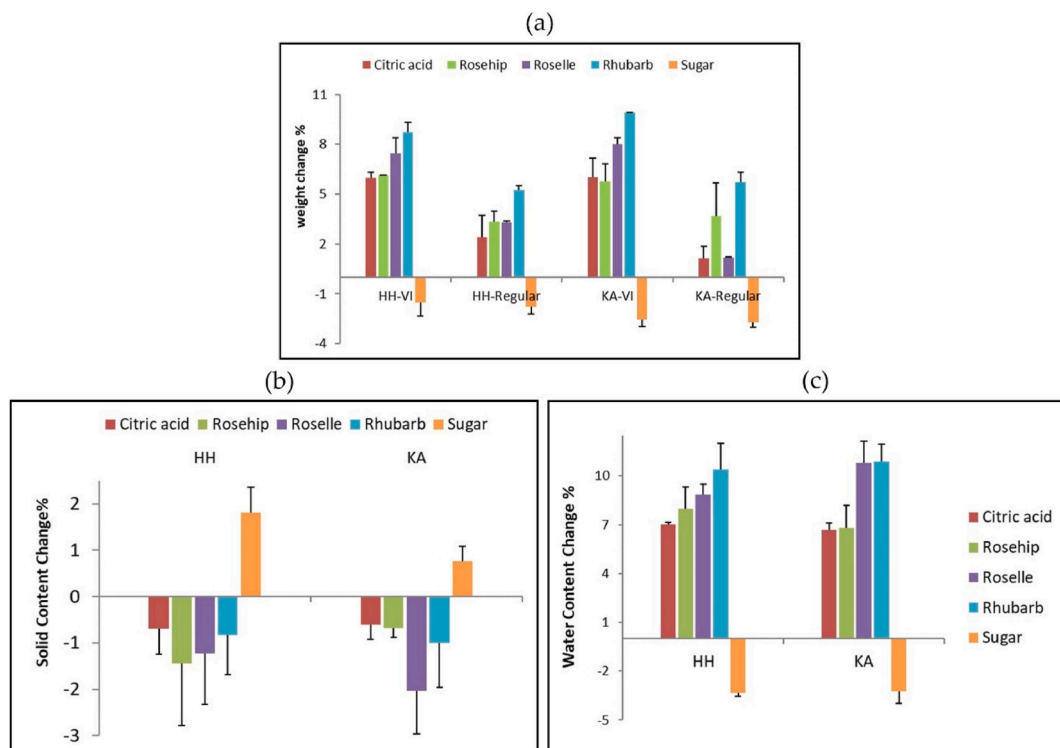 (a)
Citric acid Rosehip Roselle Rhubarb Sugar
weight change %
11
8
5
2
-1
-4
HH-VI HH-Regular KA-VI KA-Regular
(b)
Citric acid Rosehip Roselle Rhubarb Sugar
HH KA
Solid Content Change%
2
1
0
-1
-2
-3
(c)
Water Content Change %
10
7
4
1
-2
-5
HH KA
Citric acid
Rosehip
Roselle
Rhubarb
Sugar